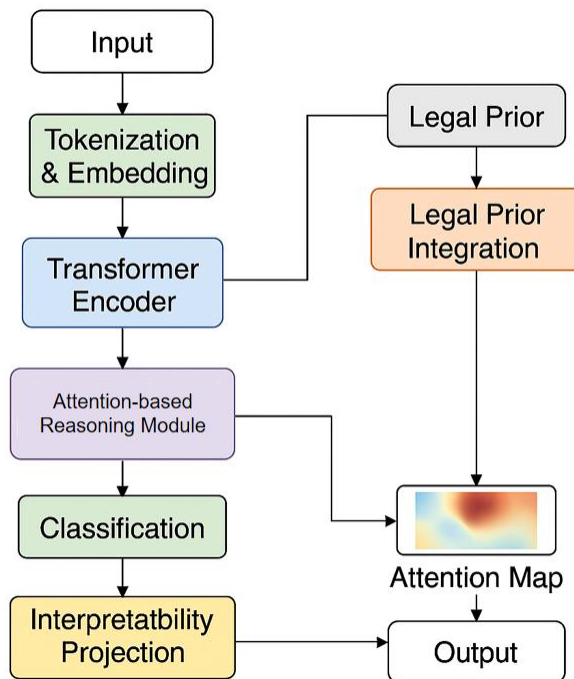 Input
Tokenization
& Embedding
Transformer
Encoder
Attention-based
Reasoning Module
Classification
Interpretatbility
Projection
Legal Prior
Legal Prior
Integration
Attention Map
Output